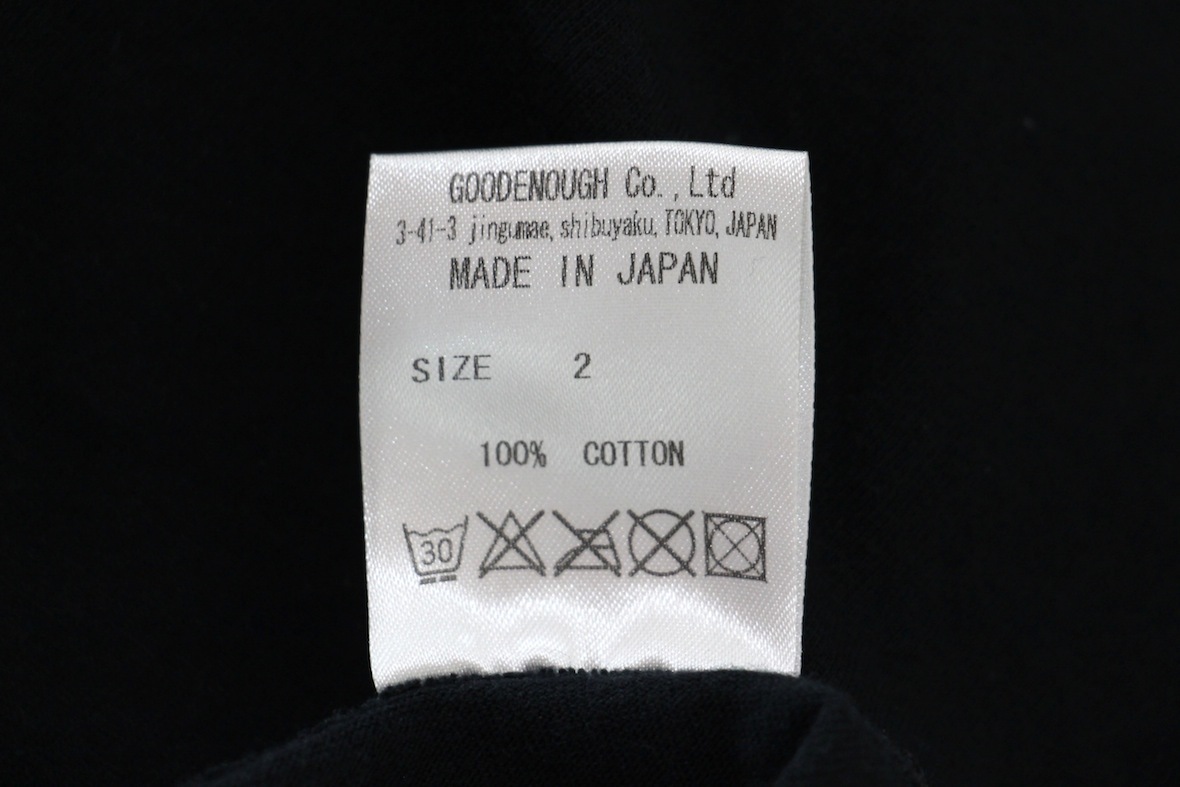 GOODENOUGH Co.,Ltd
3-41-3 jingumae, shibuyaku, TOKYO, JAPAN
MADE IN JAPAN
SIZE 2
100% COTTON
30